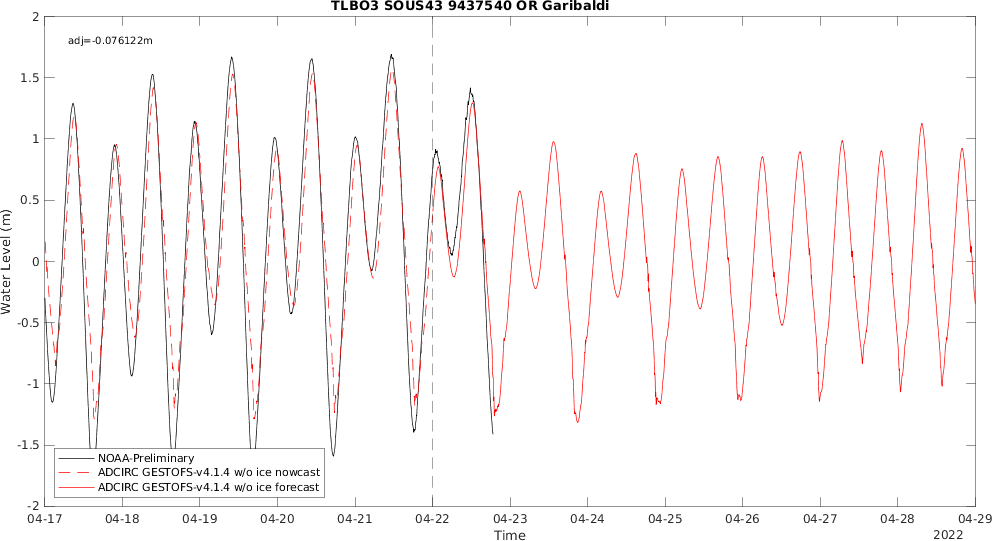 TLBO3 SOUS43 9437540 OR Garibaldi
adj=-0.076122m
2
1.5
1
0.5
0
-0.5
-1
-1.5
-2
Water Level (m)
NOAA-Preliminary
ADCIRC GESTOFS-v4.1.4 w/o ice nowcast
ADCIRC GESTOFS-v4.1.4 w/o ice forecast
04-17 04-18 04-19 04-20 04-21 04-22 04-23 04-24 04-25 04-26 04-27 04-28 04-29
Time
2022